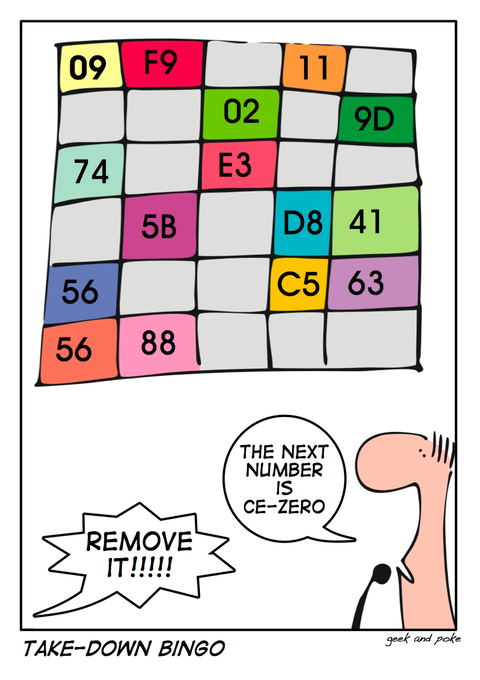 09 F9 11
02 9D
74 E3
5B D8 41
56 C5 63
56 88
THE NEXT
NUMBER
IS
CE-ZERO
REMOVE
IT!!!!!
geek and poke
TAKE-DOWN BINGO